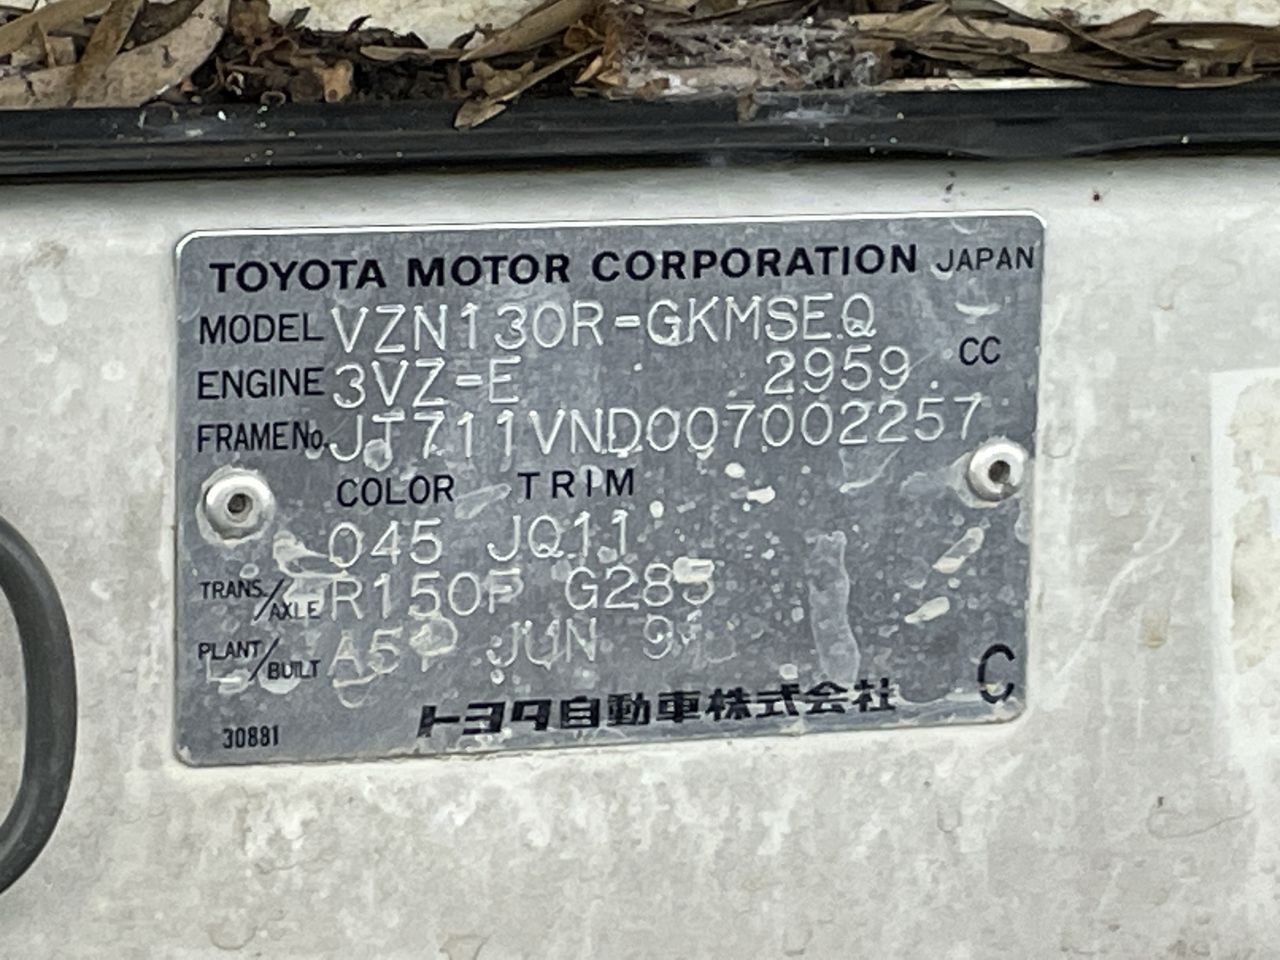 TOYOTA MOTOR CORPORATION JAPAN
MODEL VZN130R-GKMSEQ
ENGINE 3VZ-E 2959 CC
FRAME No. JT711VND007002257
COLOR TRIM
045 JQ11
TRANS./AXLE R150F G283
PLANT/BUILT JUN
トヨタ自動車株式会社 C
30881